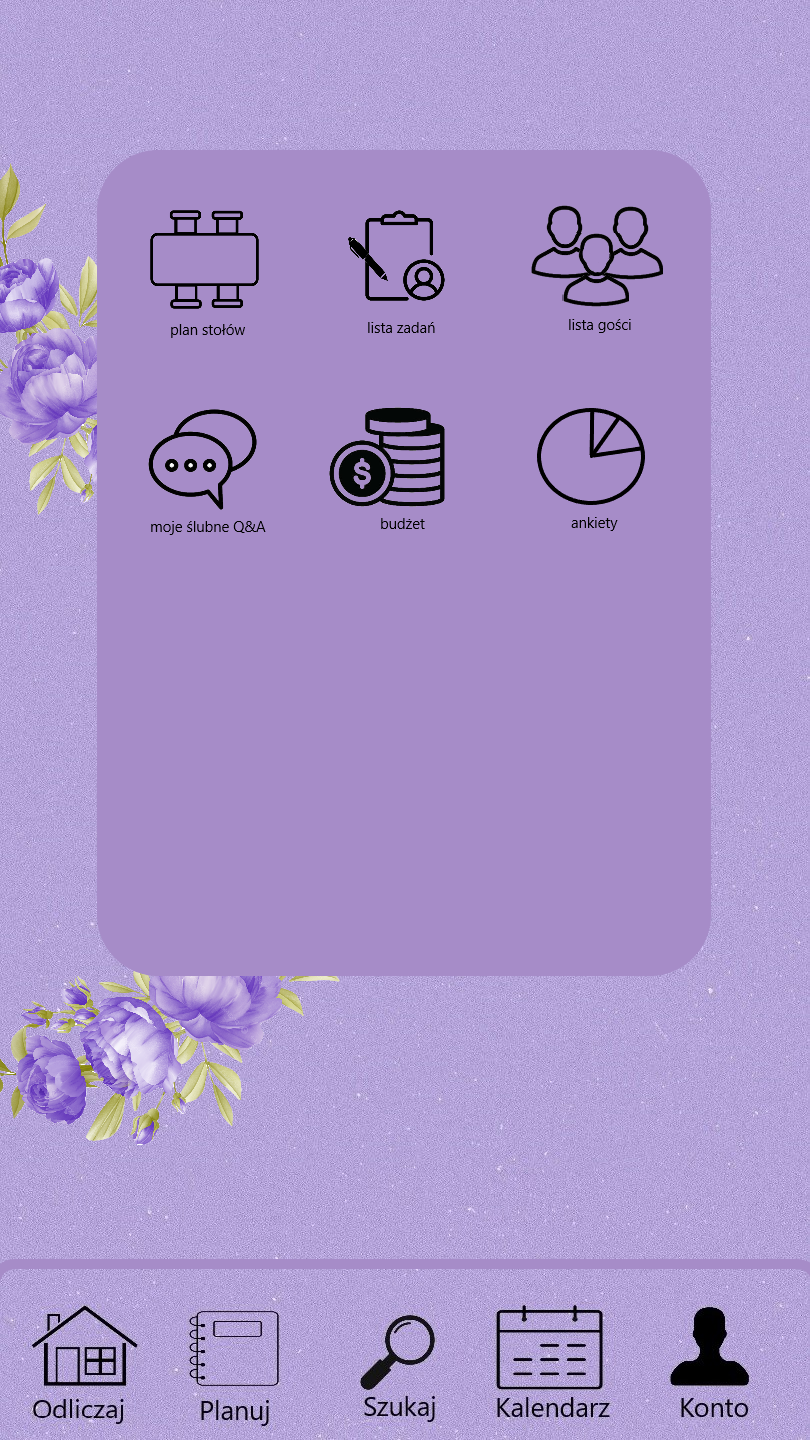 plan stołów
lista zadań
lista gości
moje ślubne Q&A
budżet
ankiety
Odliczaj
Planuj
Szukaj
Kalendarz
Konto